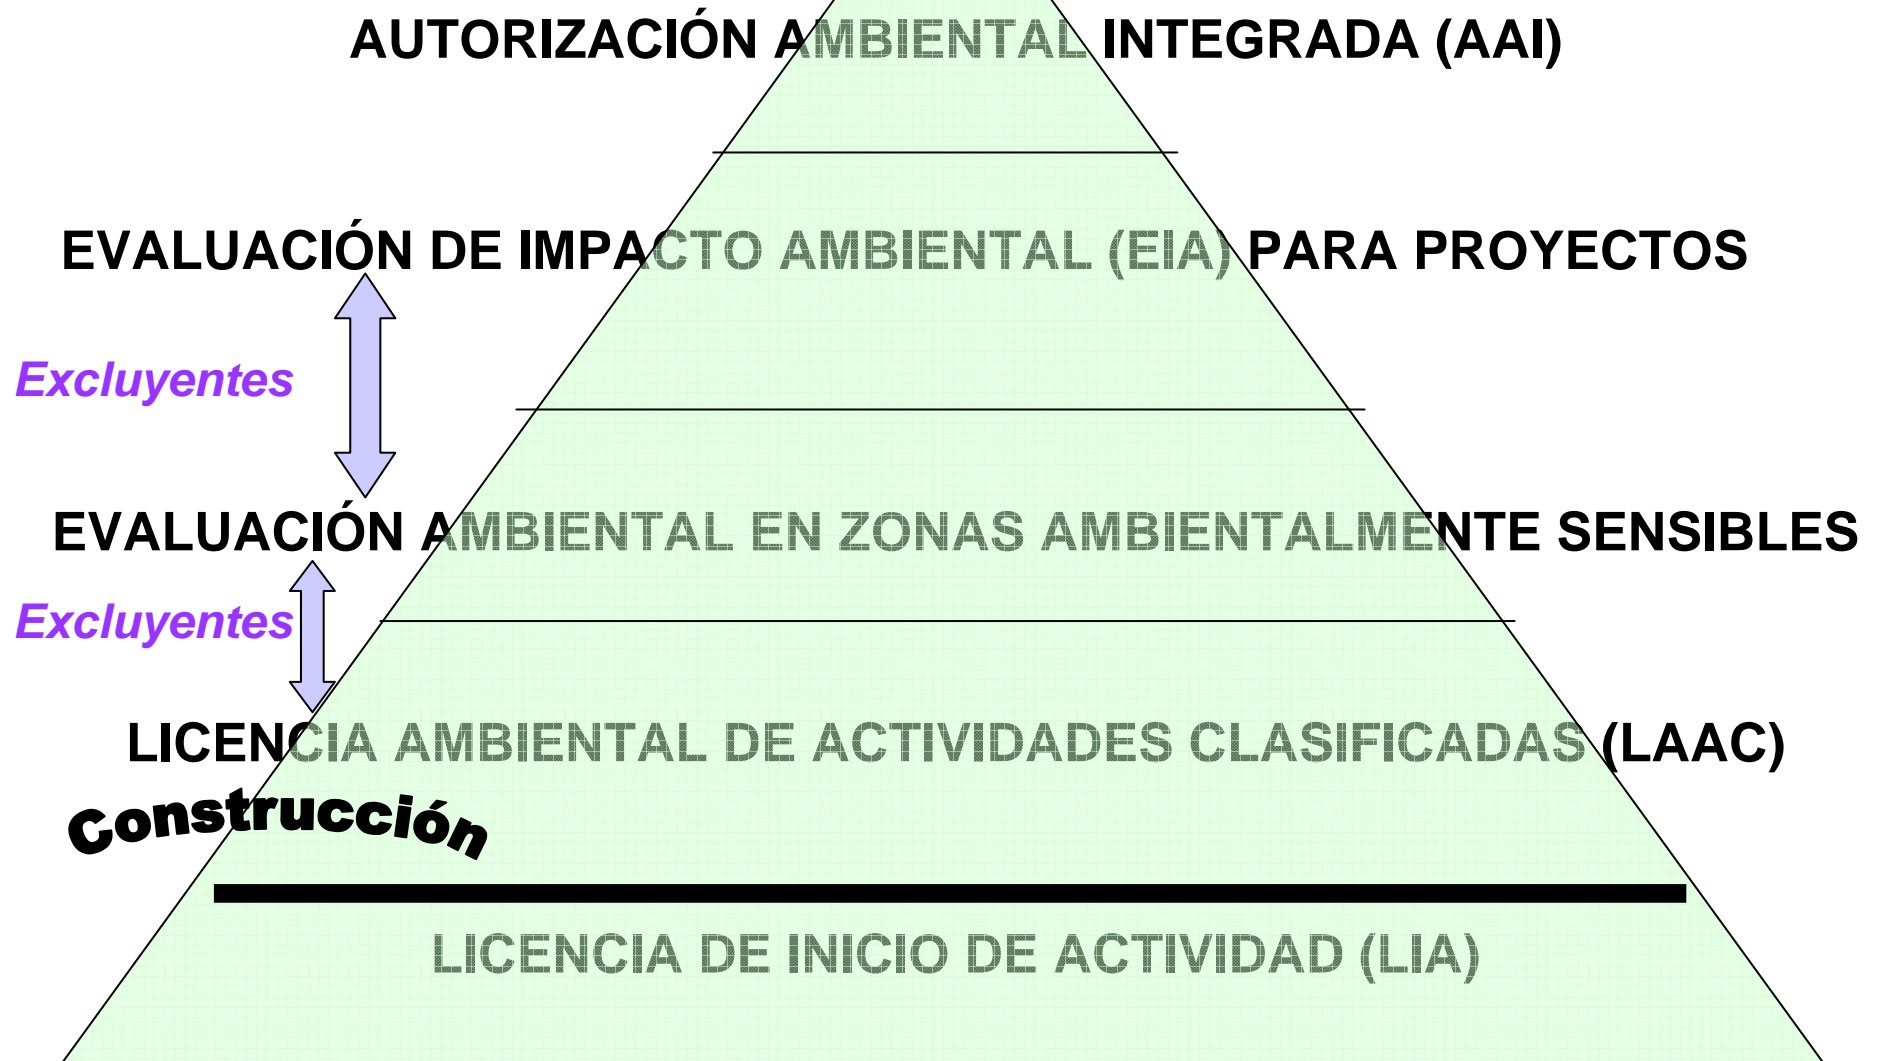 AUTORIZACIÓN AMBIENTAL INTEGRADA (AAI)
EVALUACIÓN DE IMPACTO AMBIENTAL (EIA) PARA PROYECTOS
Excluyentes
EVALUACIÓN AMBIENTAL EN ZONAS AMBIENTALMENTE SENSIBLES
Excluyentes
LICENCIA AMBIENTAL DE ACTIVIDADES CLASIFICADAS (LAAC)
Construcción
LICENCIA DE INICIO DE ACTIVIDAD (LIA)